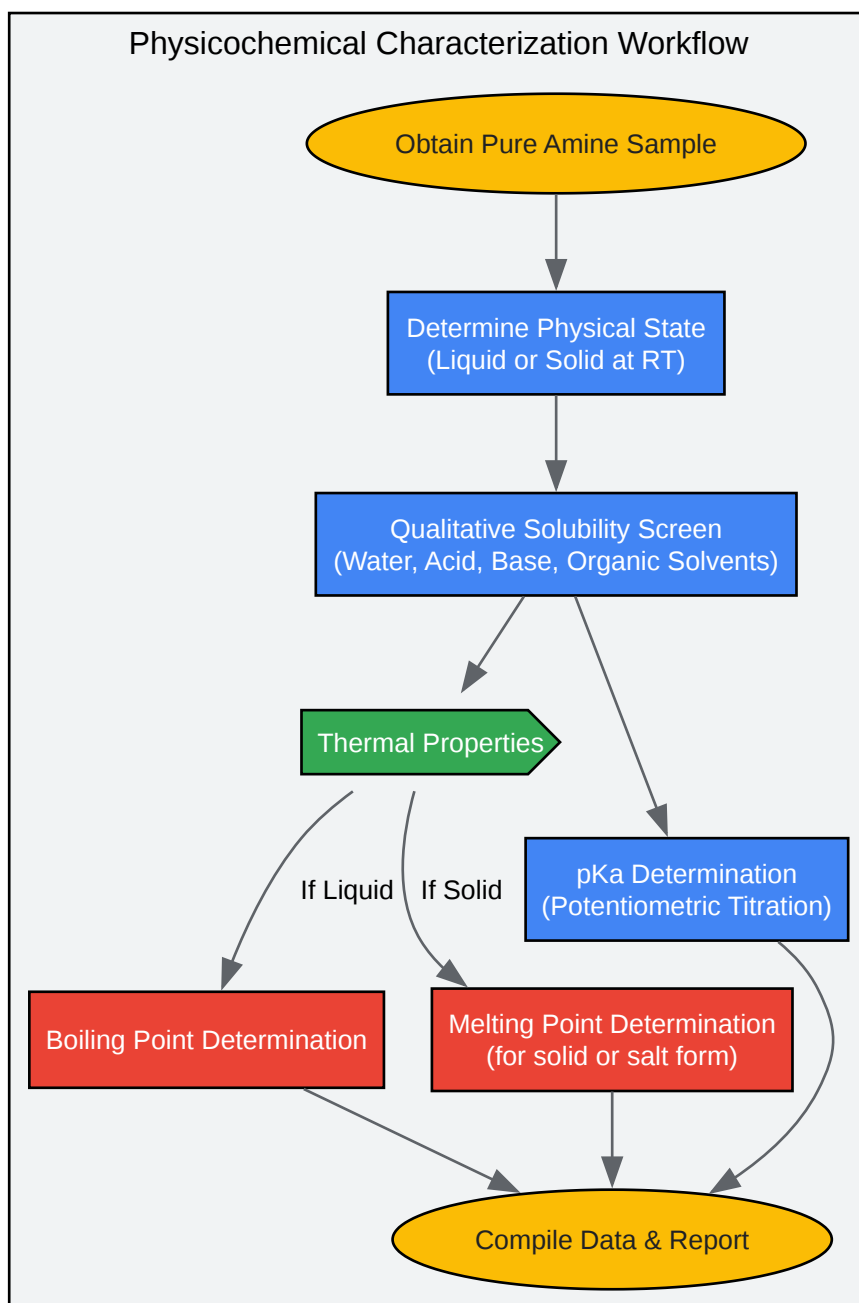 Physicochemical Characterization Workflow
Obtain Pure Amine Sample
Determine Physical State
(Liquid or Solid at RT)
Qualitative Solubility Screen
(Water, Acid, Base, Organic Solvents)
Thermal Properties
pKa Determination
(Potentiometric Titration)
If Liquid
If Solid
Boiling Point Determination
Melting Point Determination
(for solid or salt form)
Compile Data & Report